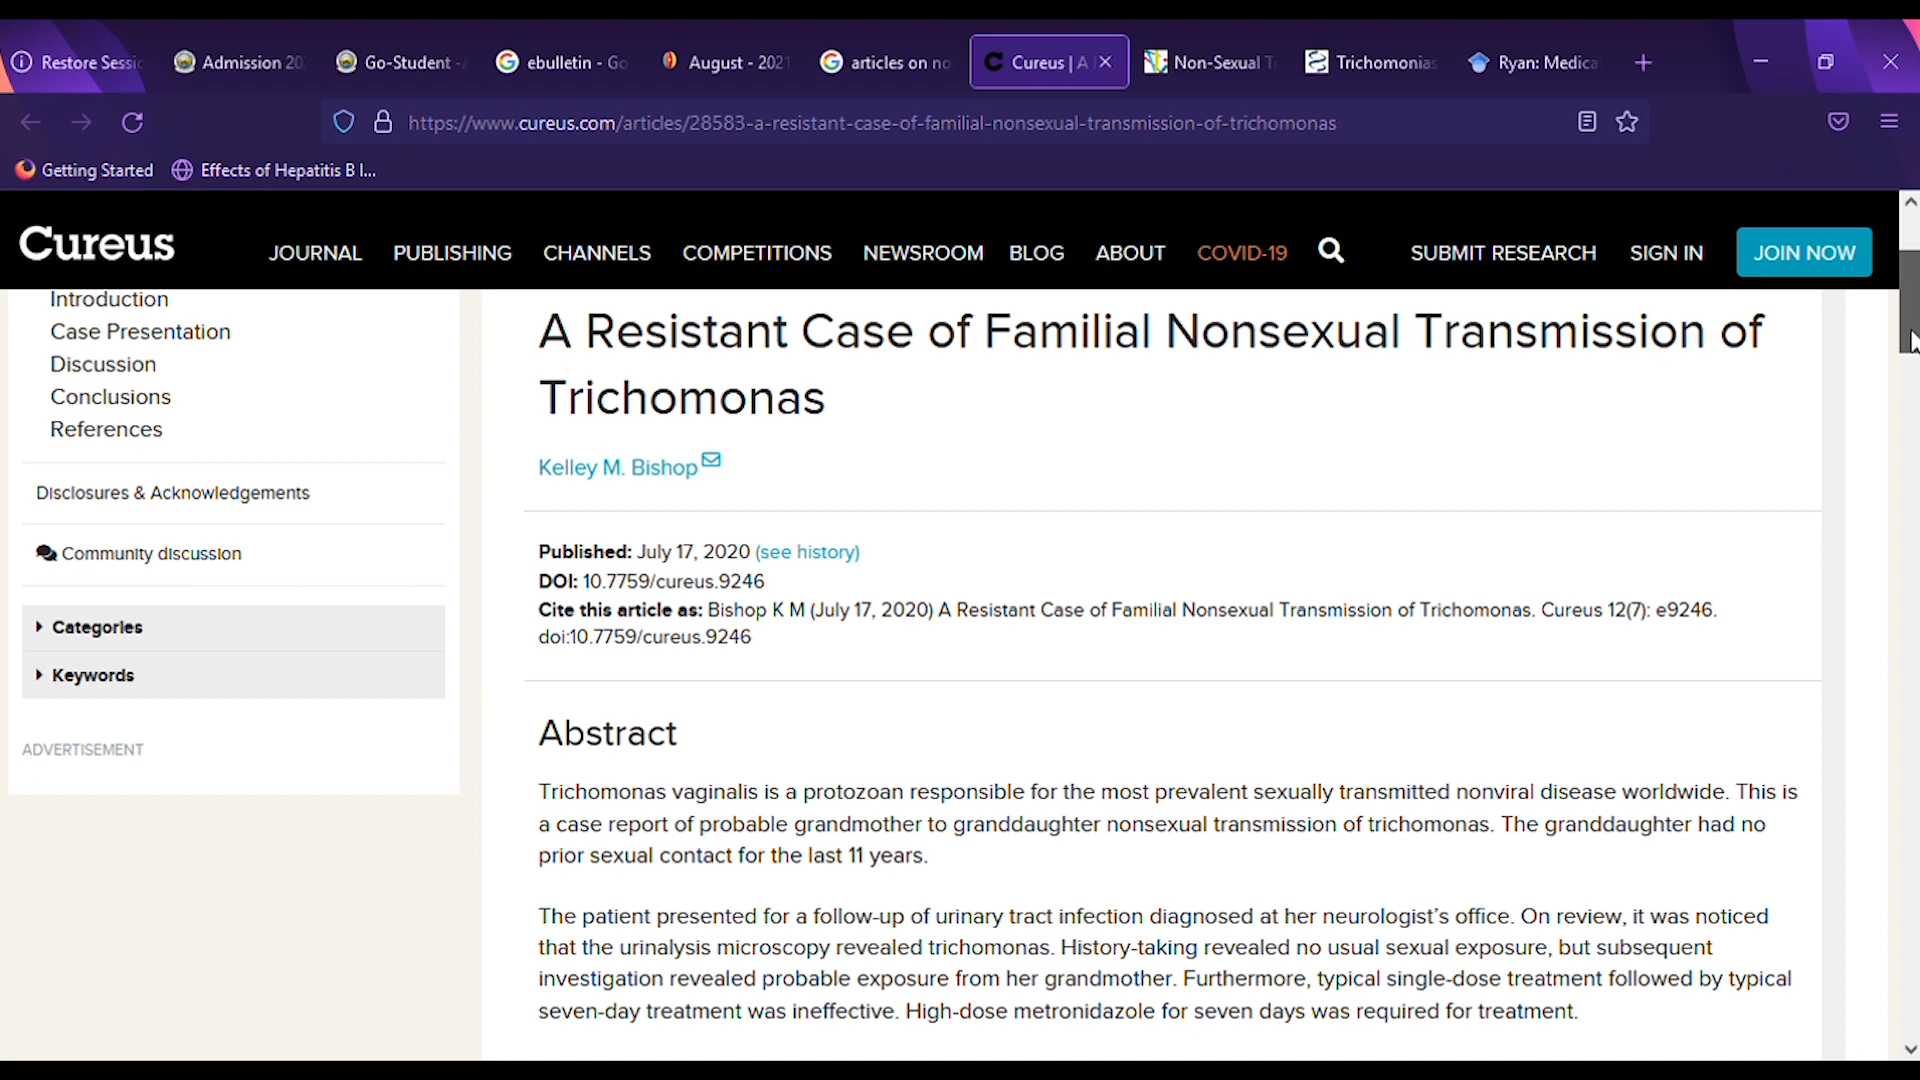 Restore Sessi
Admission 20
Go-Student -
ebulletin - Go
August - 2021
articles on no
Cureus | A
Non-Sexual T
Trichomonias
Ryan: Medica
https://www.cureus.com/articles/28583-a-resistant-case-of-familial-nonsexual-transmission-of-trichomonas
Getting Started
Effects of Hepatitis B I...
Cureus
JOURNAL PUBLISHING CHANNELS COMPETITIONS NEWSROOM BLOG ABOUT COVID-19 SUBMIT RESEARCH SIGN IN JOIN NOW
Introduction
Case Presentation
Discussion
Conclusions
References
Disclosures & Acknowledgements
Community discussion
Categories
Keywords
ADVERTISEMENT
A Resistant Case of Familial Nonsexual Transmission of
Trichomonas
Kelley M. Bishop
Published: July 17, 2020 (see history)
DOI: 10.7759/cureus.9246
Cite this article as: Bishop K M (July 17, 2020) A Resistant Case of Familial Nonsexual Transmission of Trichomonas. Cureus 12(7): e9246.
doi:10.7759/cureus.9246
Abstract
Trichomonas vaginalis is a protozoan responsible for the most prevalent sexually transmitted nonviral disease worldwide. This is
a case report of probable grandmother to granddaughter nonsexual transmission of trichomonas. The granddaughter had no
prior sexual contact for the last 11 years.
The patient presented for a follow-up of urinary tract infection diagnosed at her neurologist's office. On review, it was noticed
that the urinalysis microscopy revealed trichomonas. History-taking revealed no usual sexual exposure, but subsequent
investigation revealed probable exposure from her grandmother. Furthermore, typical single-dose treatment followed by typical
seven-day treatment was ineffective. High-dose metronidazole for seven days was required for treatment.